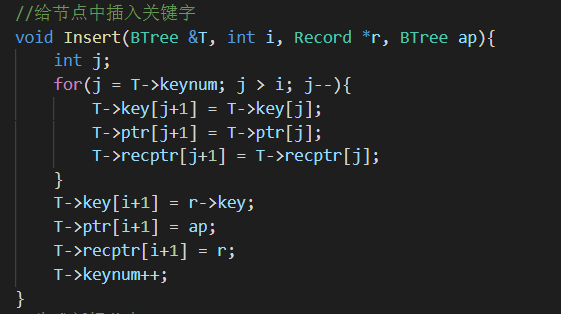 //给节点中插入关键字
void Insert(BTree &T, int i, Record *r, BTree ap){
    int j;
    for(j = T->keynum; j > i; j--){
        T->key[j+1] = T->key[j];
        T->ptr[j+1] = T->ptr[j];
        T->recptr[j+1] = T->recptr[j];
    }
    T->key[i+1] = r->key;
    T->ptr[i+1] = ap;
    T->recptr[i+1] = r;
    T->keynum++;
}